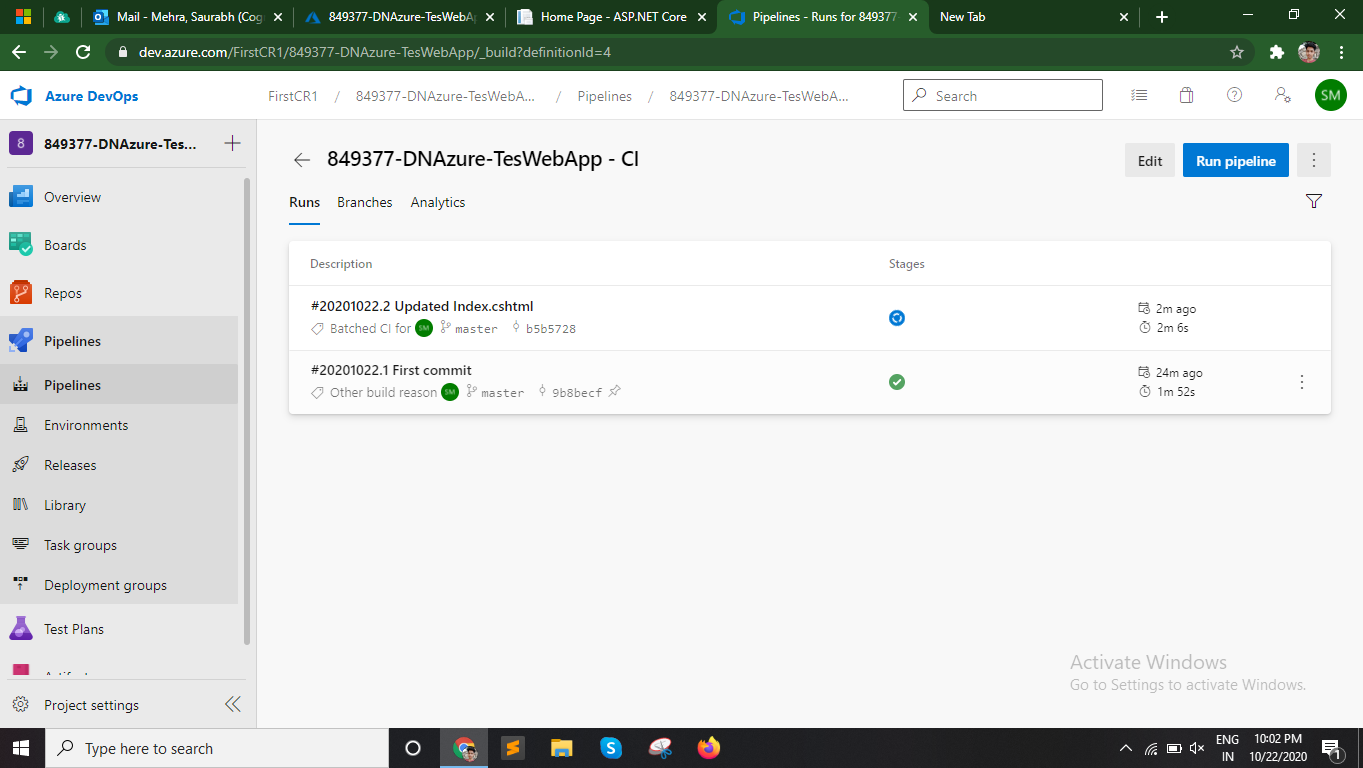 Mail - Mehra, Saurabh (Cog
849377-DNAzure-TesWebAp
Home Page - ASP.NET Core
Pipelines - Runs for 849377
New Tab
dev.azure.com/FirstCR1/849377-DNAzure-TesWebApp/_build?definitionId=4
Azure DevOps
FirstCR1 / 849377-DNAzure-TesWebA... / Pipelines / 849377-DNAzure-TesWebA...
Search
SM
8 849377-DNAzure-Tes...
849377-DNAzure-TesWebApp - CI
Edit
Run pipeline
Overview
Boards
Repos
Pipelines
Pipelines
Environments
Releases
Library
Task groups
Deployment groups
Test Plans
Project settings
Runs Branches Analytics
Description Stages
#20201022.2 Updated Index.cshtml
Batched CI for SM master b5b5728
2m ago
2m 6s
#20201022.1 First commit
Other build reason SM master 9b8becf
24m ago
1m 52s
Activate Windows
Go to Settings to activate Windows.
Type here to search
ENG
IN
10:02 PM
10/22/2020
1